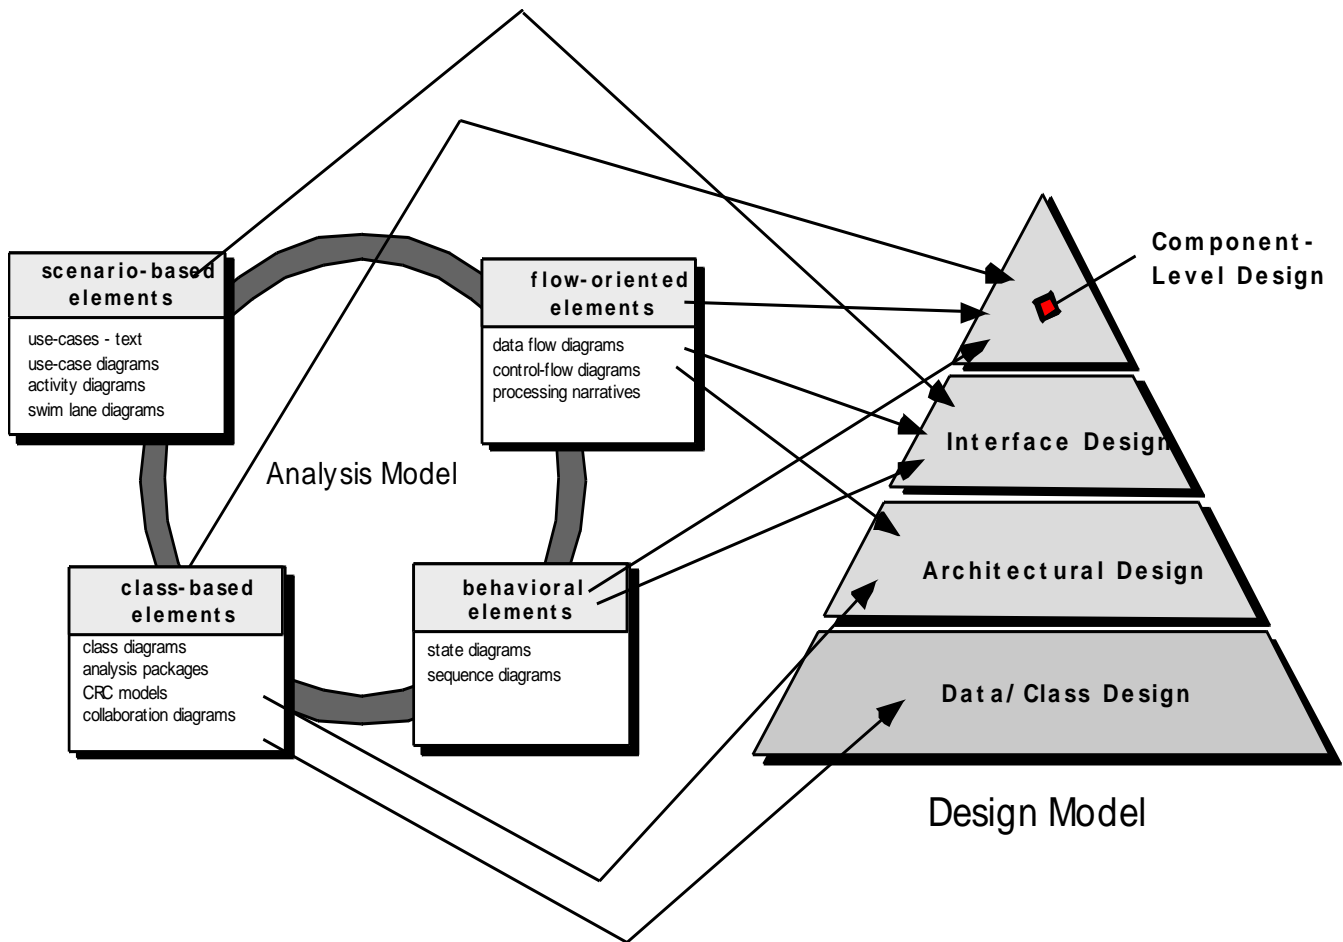 scenario-based
elements
use-cases - text
use-case diagrams
activity diagrams
swim lane diagrams
flow-oriented
elements
data flow diagrams
control-flow diagrams
processing narratives
Analysis Model
class-based
elements
class diagrams
analysis packages
CRC models
collaboration diagrams
behavioral
elements
state diagrams
sequence diagrams
Component-
Level Design
Interface Design
Architectural Design
Data/Class Design
Design Model